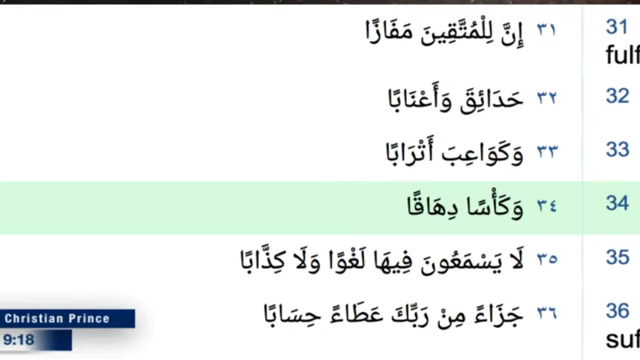 ٣١ إِنَّ لِلْمُتَّقِينَ مَفَازًا
31
٣٢ حَدَائِقَ وَأَعْنَابًا
32
٣٣ وَكَوَاعِبَ أَتْرَابًا
33
٣٤ وَكَأْسًا دِهَاقًا
34
٣٥ لَا يَسْمَعُونَ فِيهَا لَغْوًا وَلَا كِذَّابًا
35
٣٦ جَزَاءً مِنْ رَبِّكَ عَطَاءً حِسَابًا
36
Christian Prince
9:18